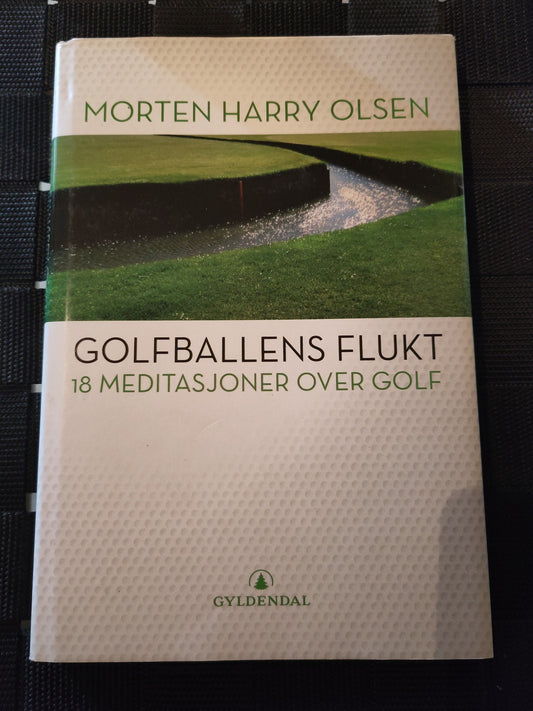 MORTEN HARRY OLSEN
GOLFBALLENS FLUKT
18 MEDITASJONER OVER GOLF
GYLDENDAL